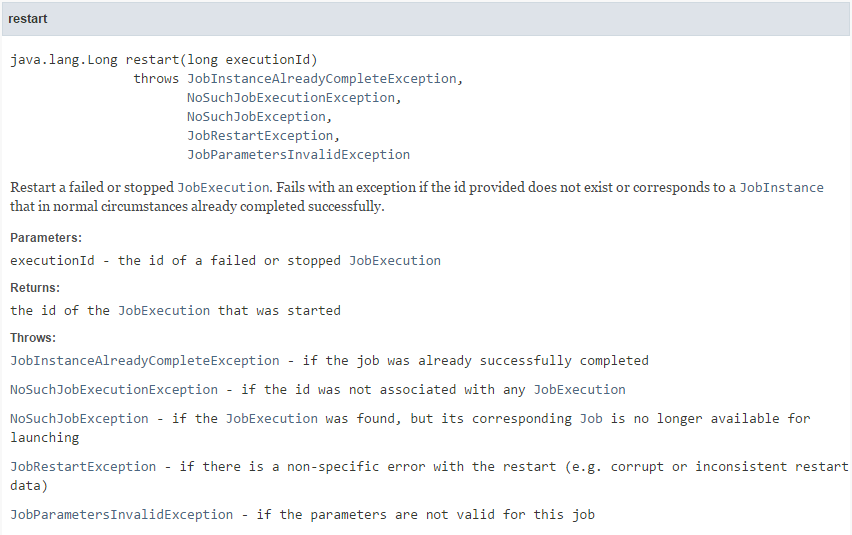 restart
java.lang.Long restart(long executionId)
throws JobInstanceAlreadyCompleteException,
NoSuchJobExecutionException,
NoSuchJobException,
JobRestartException,
JobParametersInvalidException
Restart a failed or stopped JobExecution. Fails with an exception if the id provided does not exist or corresponds to a JobInstance
that in normal circumstances already completed successfully.
Parameters:
executionId - the id of a failed or stopped JobExecution
Returns:
the id of the JobExecution that was started
Throws:
JobInstanceAlreadyCompleteException - if the job was already successfully completed
NoSuchJobExecutionException - if the id was not associated with any JobExecution
NoSuchJobException - if the JobExecution was found, but its corresponding Job is no longer available for
launching
JobRestartException - if there is a non-specific error with the restart (e.g. corrupt or inconsistent restart
data)
JobParametersInvalidException - if the parameters are not valid for this job